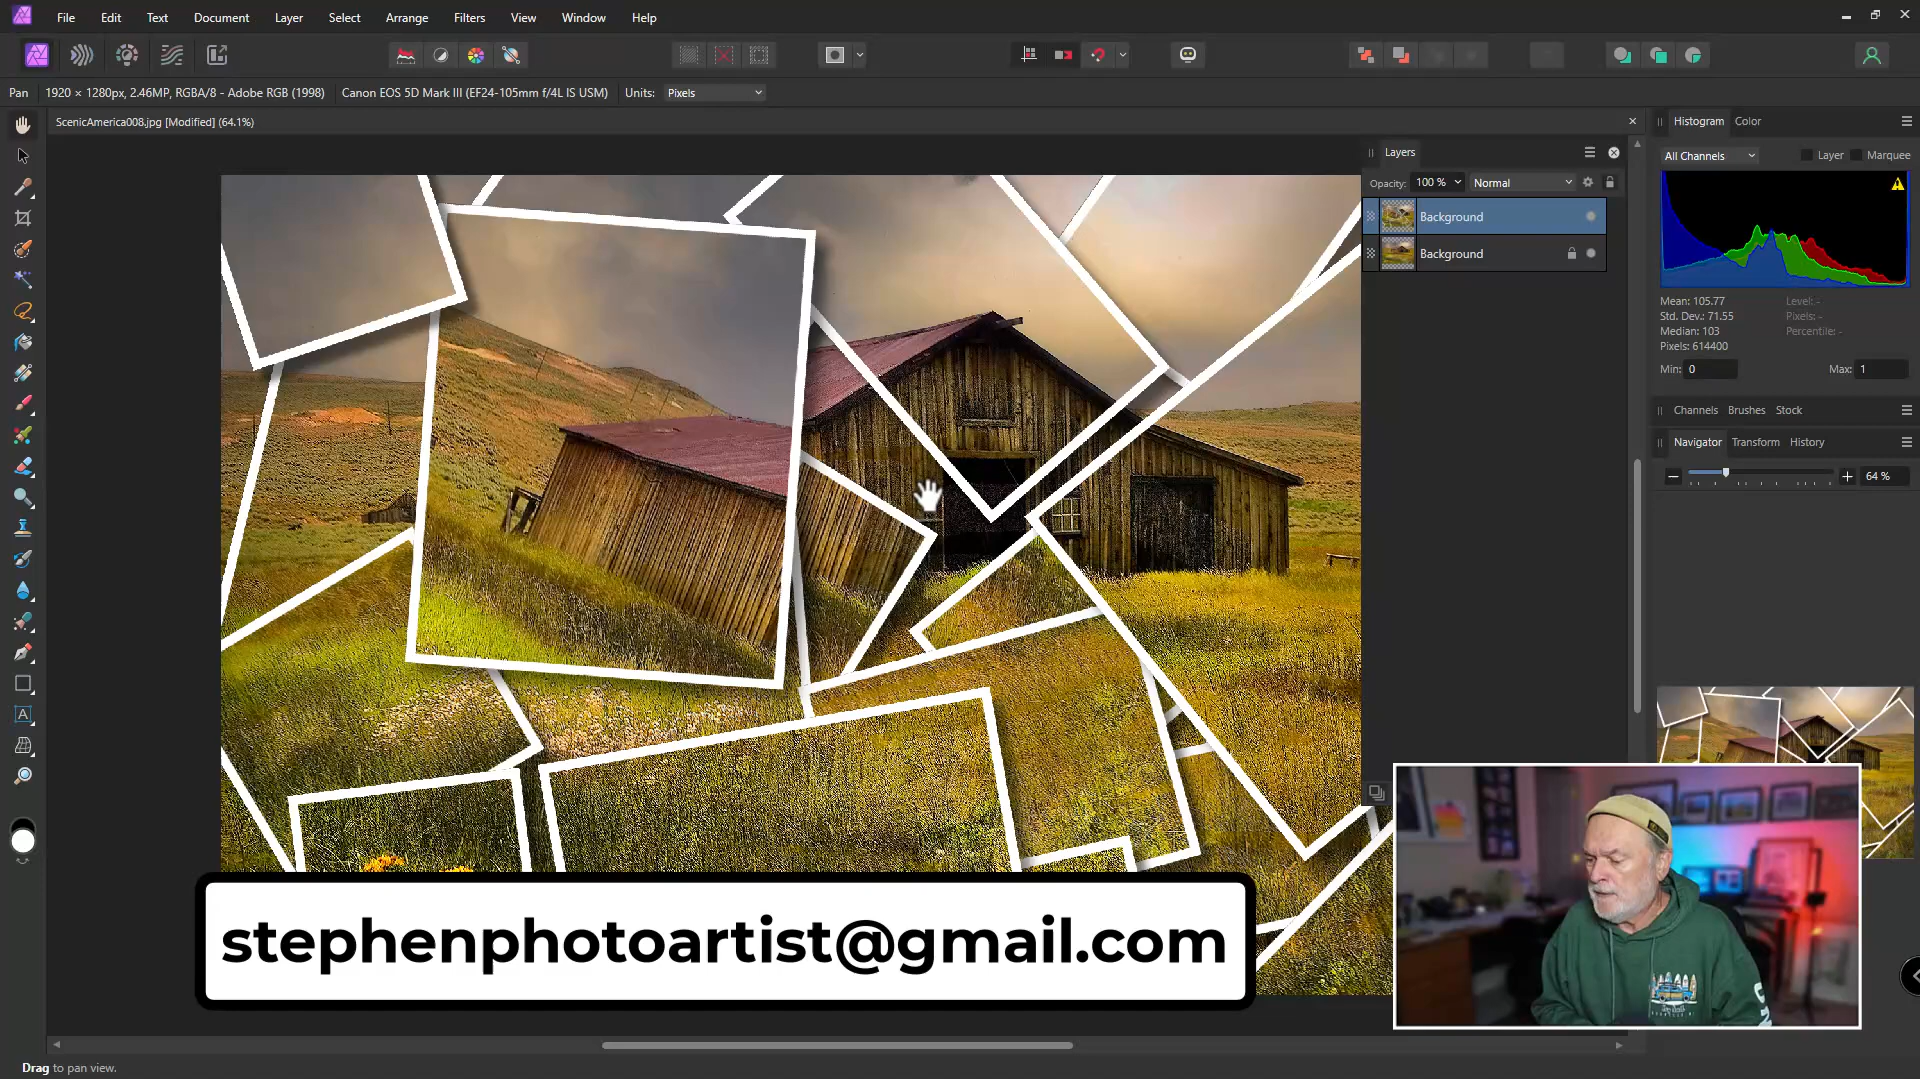 File Edit Text Document Layer Select Arrange Filters View Window Help
Pan 1920 × 1280px, 2.46MP, RGBA/8 - Adobe RGB (1998) Canon EOS 5D Mark III (EF24-105mm f/4L IS USM) Units: Pixels
ScenicAmerica008.jpg [Modified] (64.1%)
Layers
Opacity: 100 % Normal
Background
Background
Histogram Color
All Channels Layer Marquee
Mean: 105.77 Level: -
Std. Dev.: 71.55 Pixels: -
Median: 103 Percentile: -
Pixels: 614400
Min: 0 Max: 1
Channels Brushes Stock
Navigator Transform History
64 %
stephenphotoartist@gmail.com
Drag to pan view.